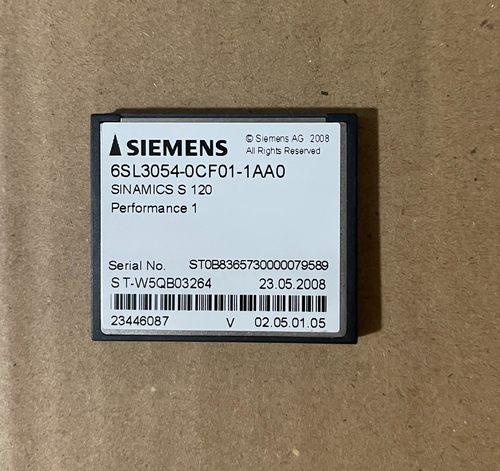 SIEMENS © Siemens AG 2008
All Rights Reserved
6SL3054-0CF01-1AA0
SINAMICS S 120
Performance 1
Serial No. ST0B8365730000079589
ST-W5QB03264 23.05.2008
23446087 V 02.05.01.05